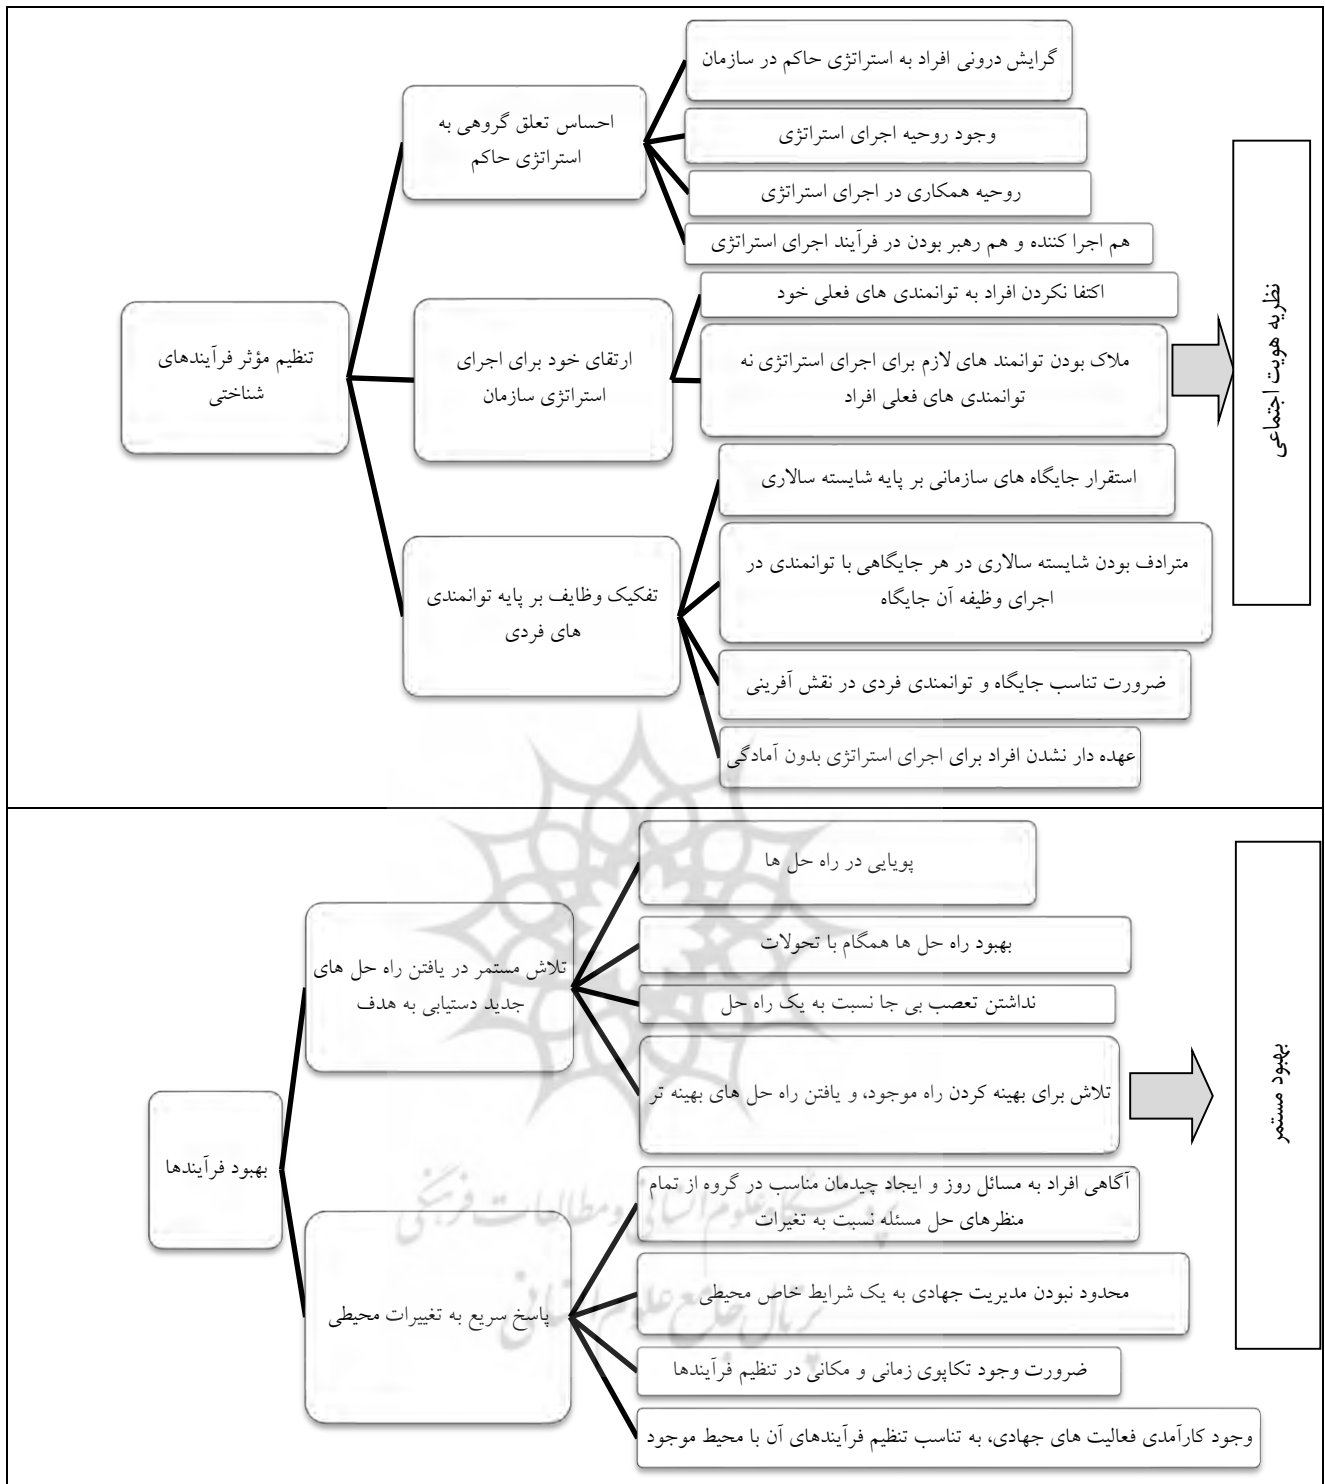 گرایش درونی افراد به استراتژی حاکم در سازمان
وجود روحیه اجرای استراتژی
روحیه همکاری در اجرای استراتژی
هم اجرا کننده و هم رهبر بودن در فرآیند اجرای استراتژی
احساس تعلق گروهی به
استراتژی حاکم
اکتفا نکردن افراد به توانمندی های فعلی خود
ملاک بودن توانمند های لازم برای اجرای استراتژی نه
توانمندی های فعلی افراد
ارتقای خود برای اجرای
استراتژی سازمان
استقرار جایگاه های سازمانی بر پایه شایسته سالاری
مترادف بودن شایسته سالاری در هر جایگاهی با توانمندی در
اجرای وظیفه آن جایگاه
ضرورت تناسب جایگاه و توانمندی فردی در نقش آفرینی
عهده دار نشدن افراد برای اجرای استراتژی بدون آمادگی
تفکیک وظایف بر پایه توانمندی
های فردی
تنظیم مؤثر فرآیندهای
شناختی
نظریه هویت اجتماعی
پویایی در راه حل ها
بهبود راه حل ها همگام با تحولات
نداشتن تعصب بی جا نسبت به یک راه حل
تلاش برای بهینه کردن راه موجود، و یافتن راه حل های بهینه تر
تلاش مستمر در یافتن راه حل های
جدید دستیابی به هدف
آگاهی افراد به مسائل روز و ایجاد چیدمان مناسب در گروه از تمام
منظرهای حل مسئله نسبت به تغیرات
محدود نبودن مدیریت جهادی به یک شرایط خاص محیطی
ضرورت وجود تکاپوی زمانی و مکانی در تنظیم فرآیندها
وجود کارآمدی فعالیت های جهادی، به تناسب تنظیم فرآیندهای آن با محیط موجود
پاسخ سریع به تغییرات محیطی
بهبود فرآیندها
بهبود مستمر
پژوهشگاه علوم انسانی و مطالعات فرهنگی
پرتال جامع علوم انسانی